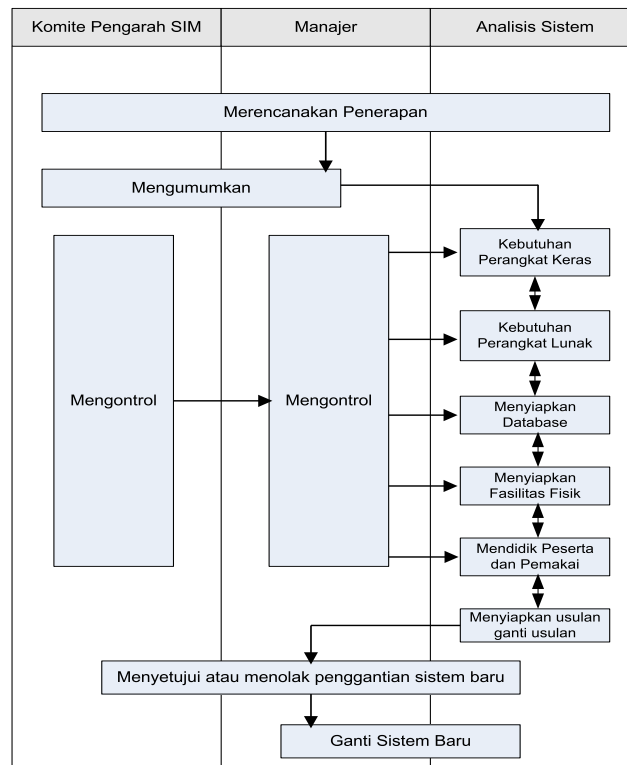 Komite Pengarah SIM
Manajer
Analisis Sistem
Merencanakan Penerapan
Mengumumkan
Kebutuhan
Perangkat Keras
Kebutuhan
Perangkat Lunak
Mengontrol
Mengontrol
Menyiapkan
Database
Menyiapkan
Fasilitas Fisik
Mendidik Peserta
dan Pemakai
Menyiapkan usulan
ganti usulan
Menyetujui atau menolak penggantian sistem baru
Ganti Sistem Baru